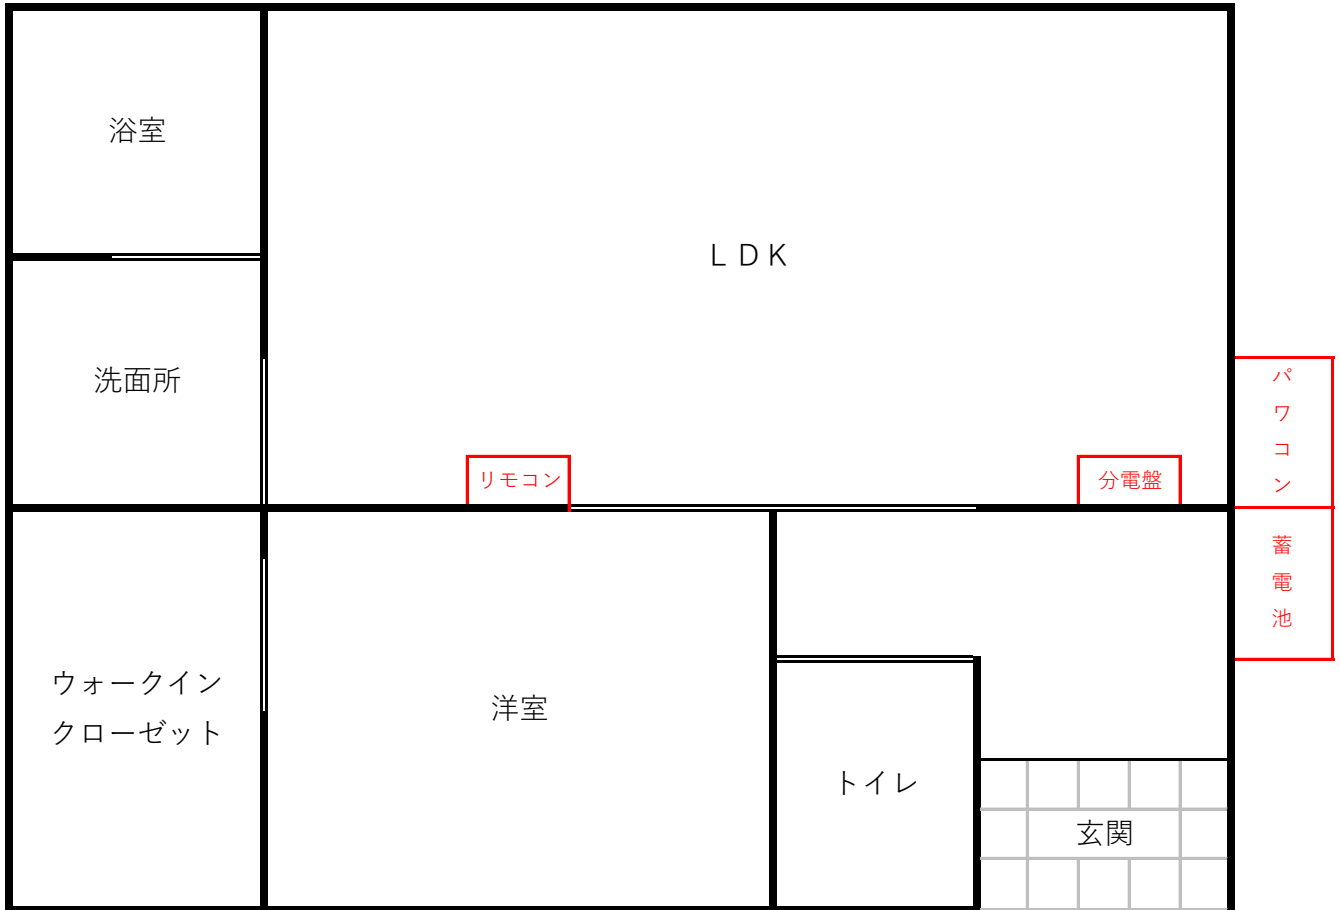 浴室
ＬＤＫ
洗面所
パワコン
リモコン
分電盤
蓄電池
ウォークイン
クローゼット
洋室
トイレ
玄関